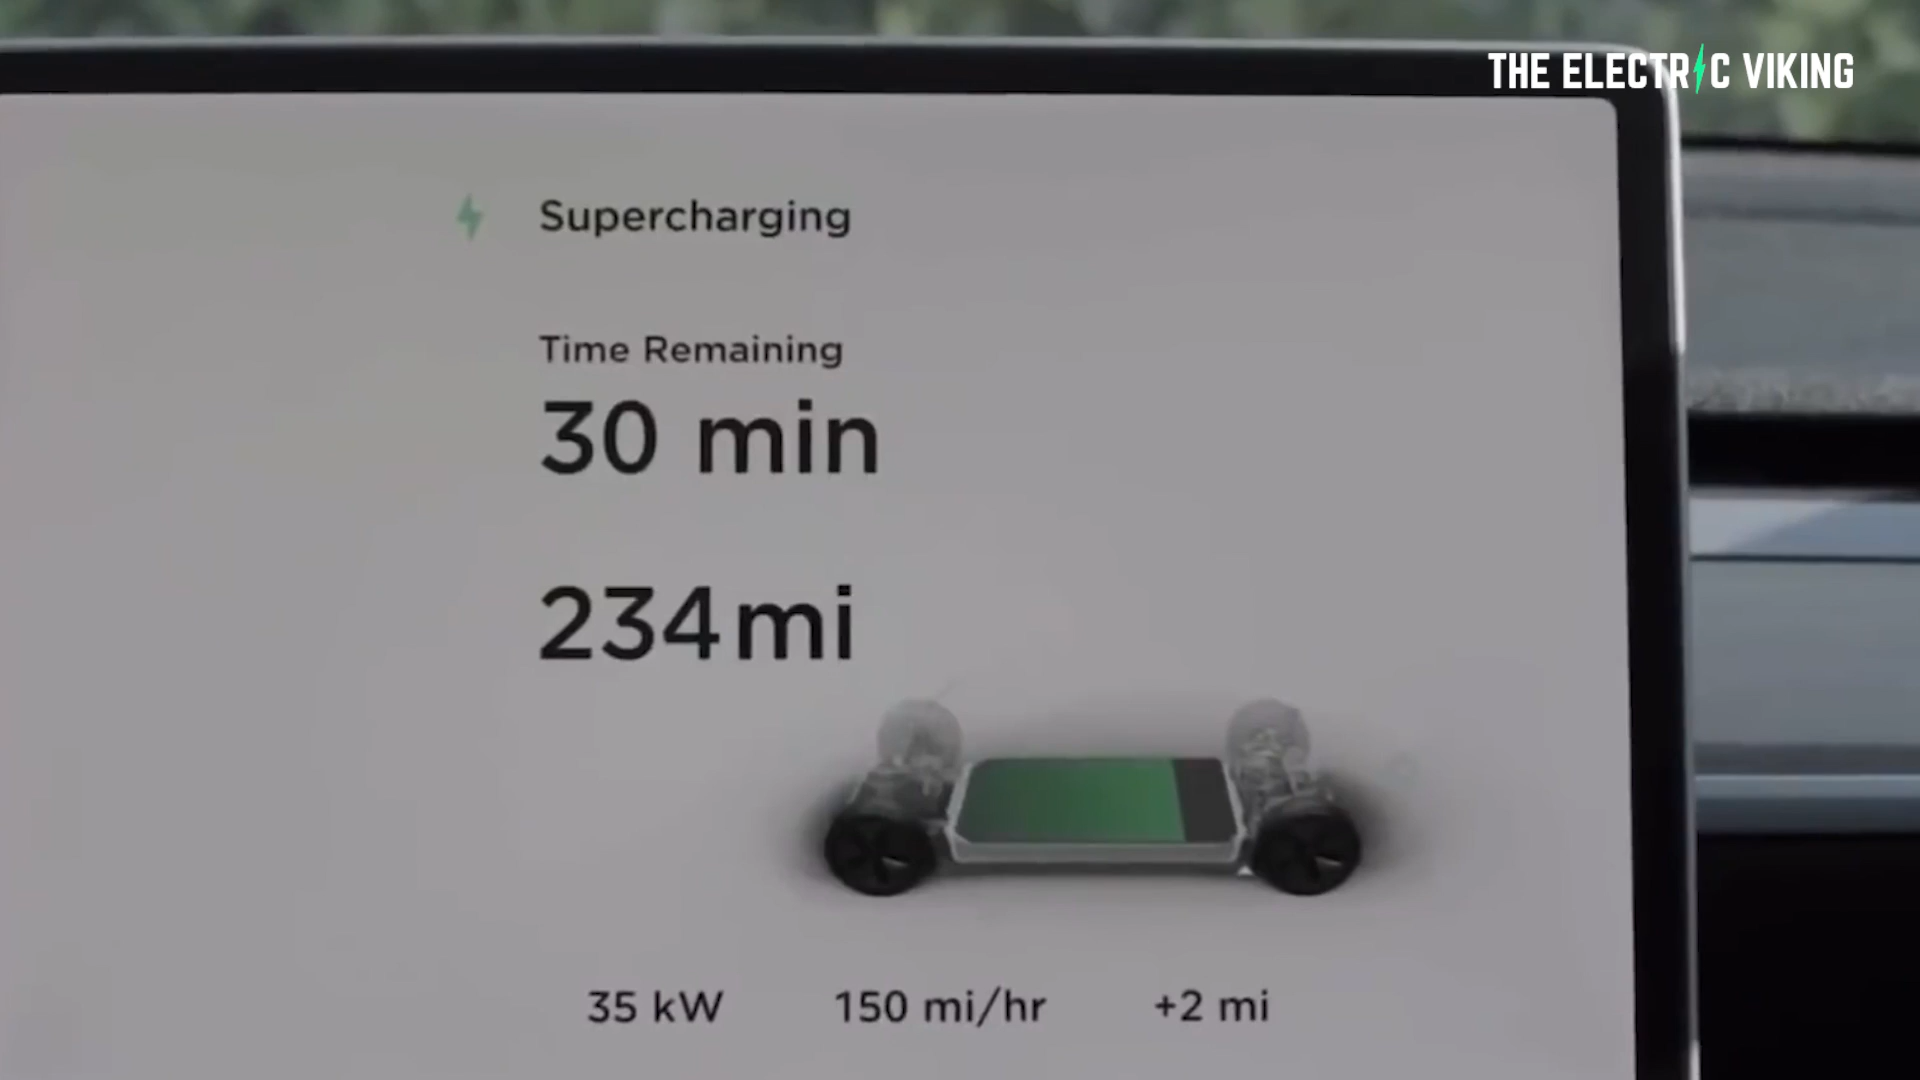 THE ELECTRIC VIKING
Supercharging
Time Remaining
30 min
234 mi
35 kW 150 mi/hr +2 mi